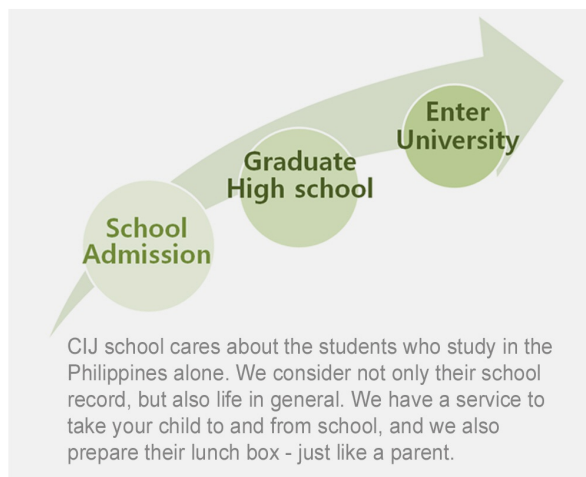 Enter
University
Graduate
High school
School
Admission
CIJ school cares about the students who study in the
Philippines alone. We consider not only their school
record, but also life in general. We have a service to
take your child to and from school, and we also
prepare their lunch box - just like a parent.